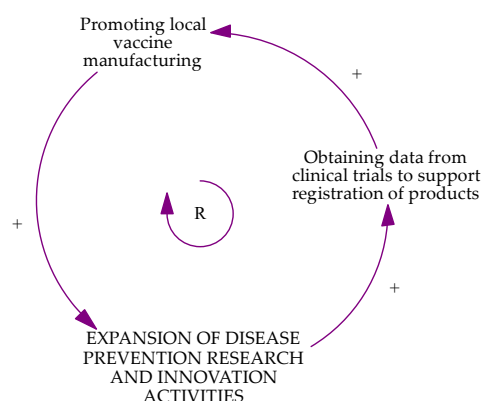 Promoting local
vaccine
manufacturing
+
Obtaining data from
clinical trials to support
registration of products
R
+
+
EXPANSION OF DISEASE
PREVENTION RESEARCH
AND INNOVATION
ACTIVITIES